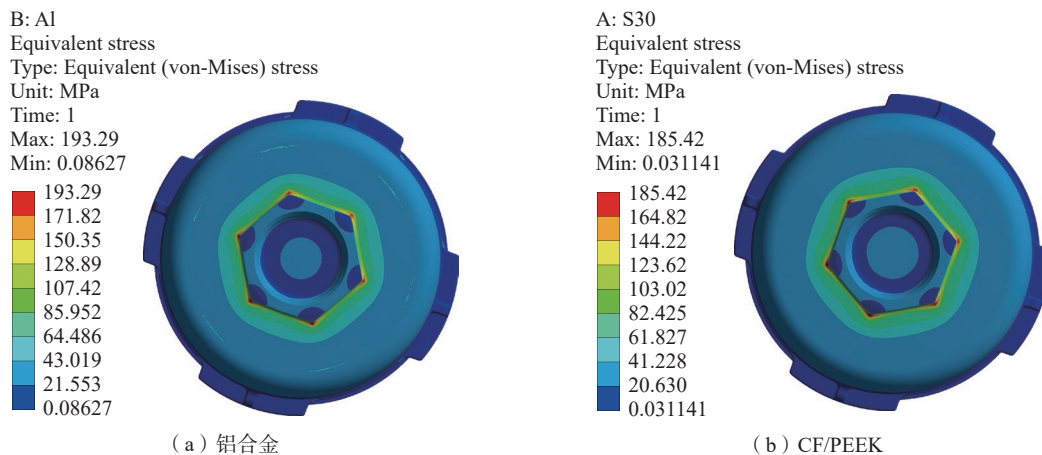 B: Al
Equivalent stress
Type: Equivalent (von-Mises) stress
Unit: MPa
Time: 1
Max: 193.29
Min: 0.08627
193.29
171.82
150.35
128.89
107.42
85.952
64.486
43.019
21.553
0.08627
(a)铝合金
A: S30
Equivalent stress
Type: Equivalent (von-Mises) stress
Unit: MPa
Time: 1
Max: 185.42
Min: 0.031141
185.42
164.82
144.22
123.62
103.02
82.425
61.827
41.228
20.630
0.031141
(b)CF/PEEK